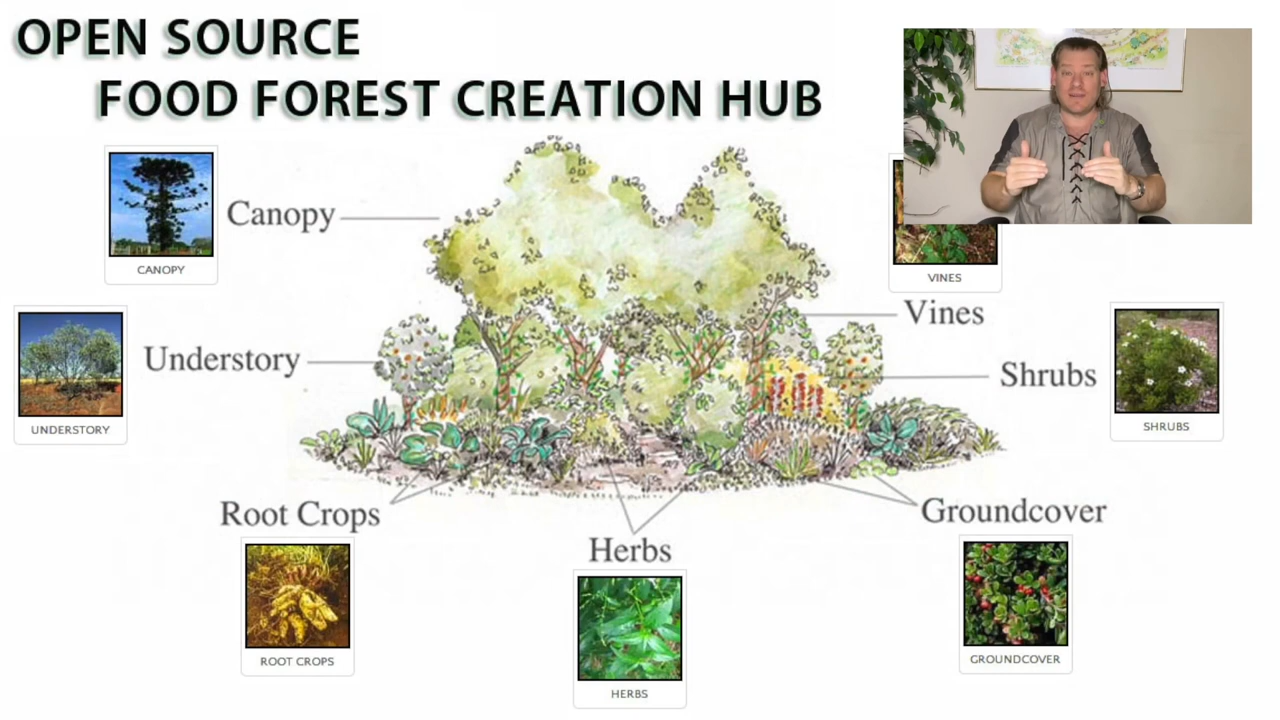 OPEN SOURCE
FOOD FOREST CREATION HUB
CANOPY
Canopy
VINES
Vines
UNDERSTORY
Understory
Shrubs
SHRUBS
Root Crops
ROOT CROPS
Herbs
HERBS
Groundcover
GROUNDCOVER